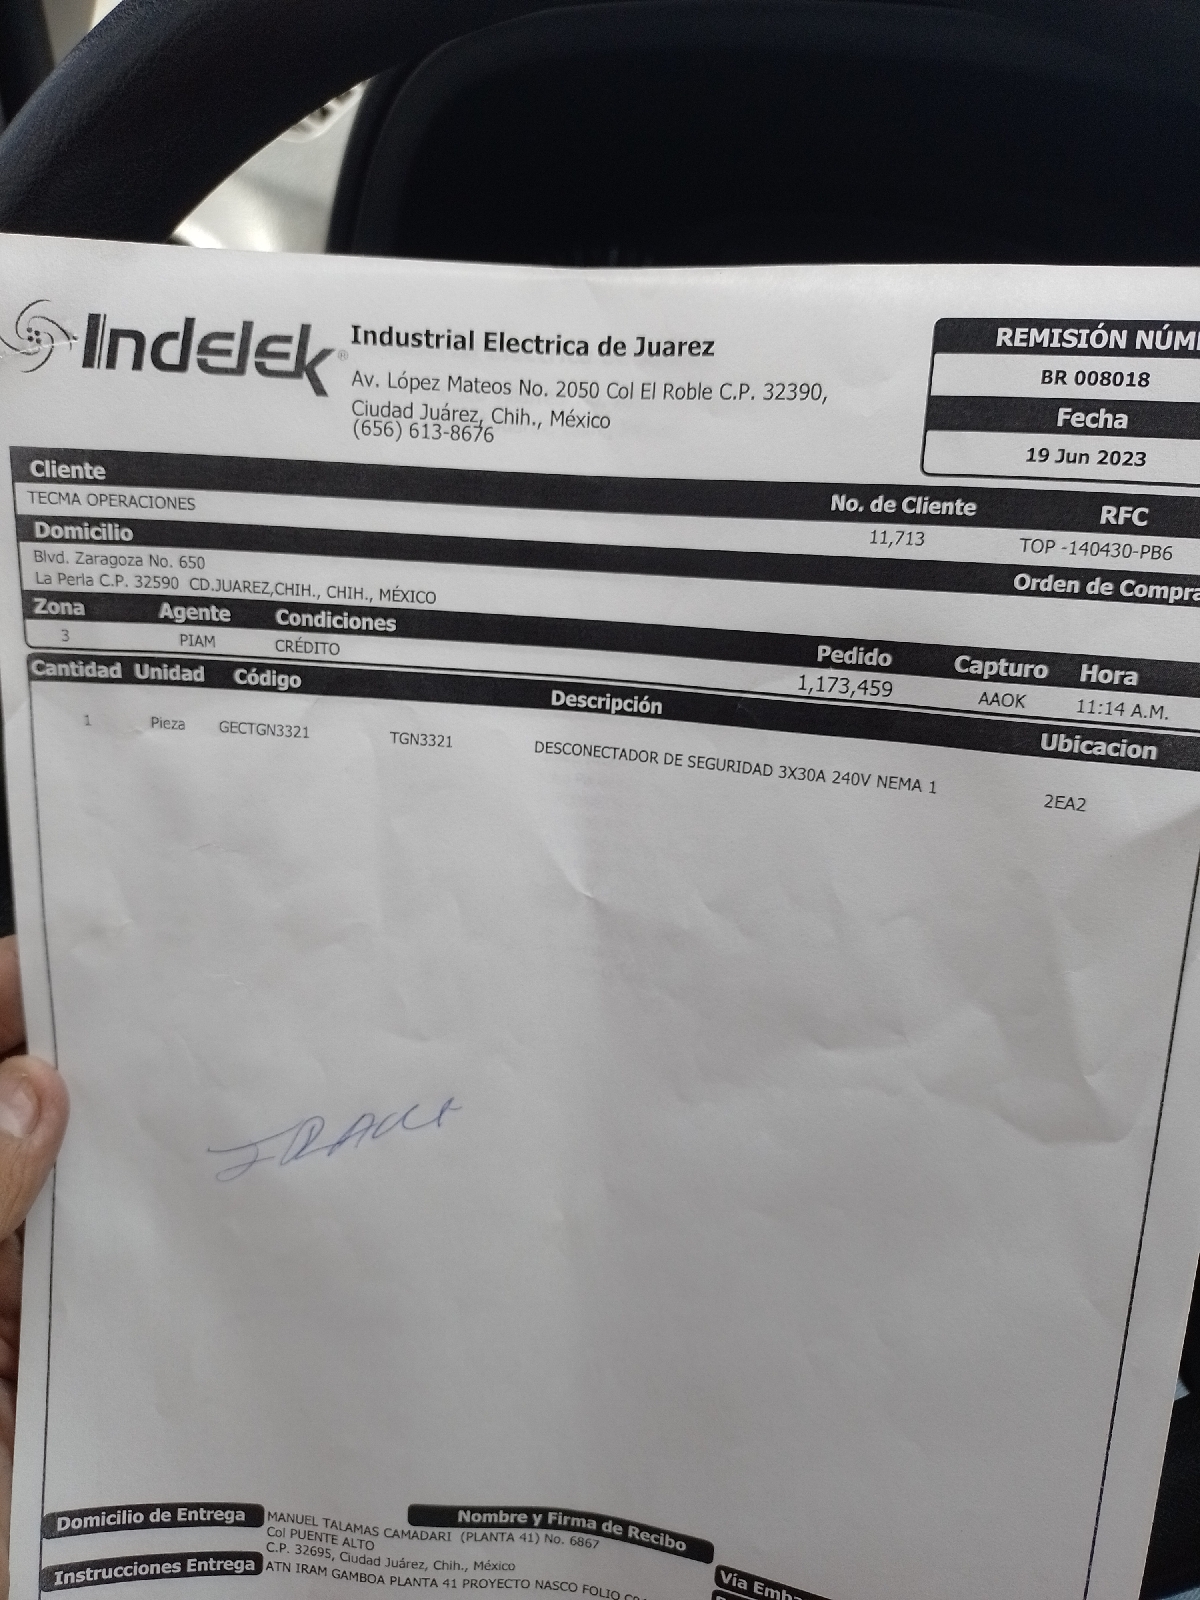 Indelek®
Industrial Electrica de Juarez
Av. López Mateos No. 2050 Col El Roble C.P. 32390,
Ciudad Juárez, Chih., México
(656) 613-8676
REMISIÓN NÚM
BR 008018
Fecha
19 Jun 2023
Cliente No. de Cliente RFC
TECMA OPERACIONES 11,713 TOP -140430-PB6
Domicilio Orden de Compra
Blvd. Zaragoza No. 650
La Perla C.P. 32590 CD.JUAREZ,CHIH., CHIH., MÉXICO
Zona Agente Condiciones Pedido Capturo Hora
3 PIAM CRÉDITO 1,173,459 AAOK 11:14 A.M.
Cantidad Unidad Código Descripción Ubicacion
1 Pieza GECTGN3321 TGN3321 DESCONECTADOR DE SEGURIDAD 3X30A 240V NEMA 1 2EA2
Domicilio de Entrega MANUEL TALAMAS CAMADARI (PLANTA 41) No. 6867
Col PUENTE ALTO
C.P. 32695, Ciudad Juárez, Chih., México
Nombre y Firma de Recibo
Instrucciones Entrega ATN IRAM GAMBOA PLANTA 41 PROYECTO NASCO FOLIO
Vía Emb